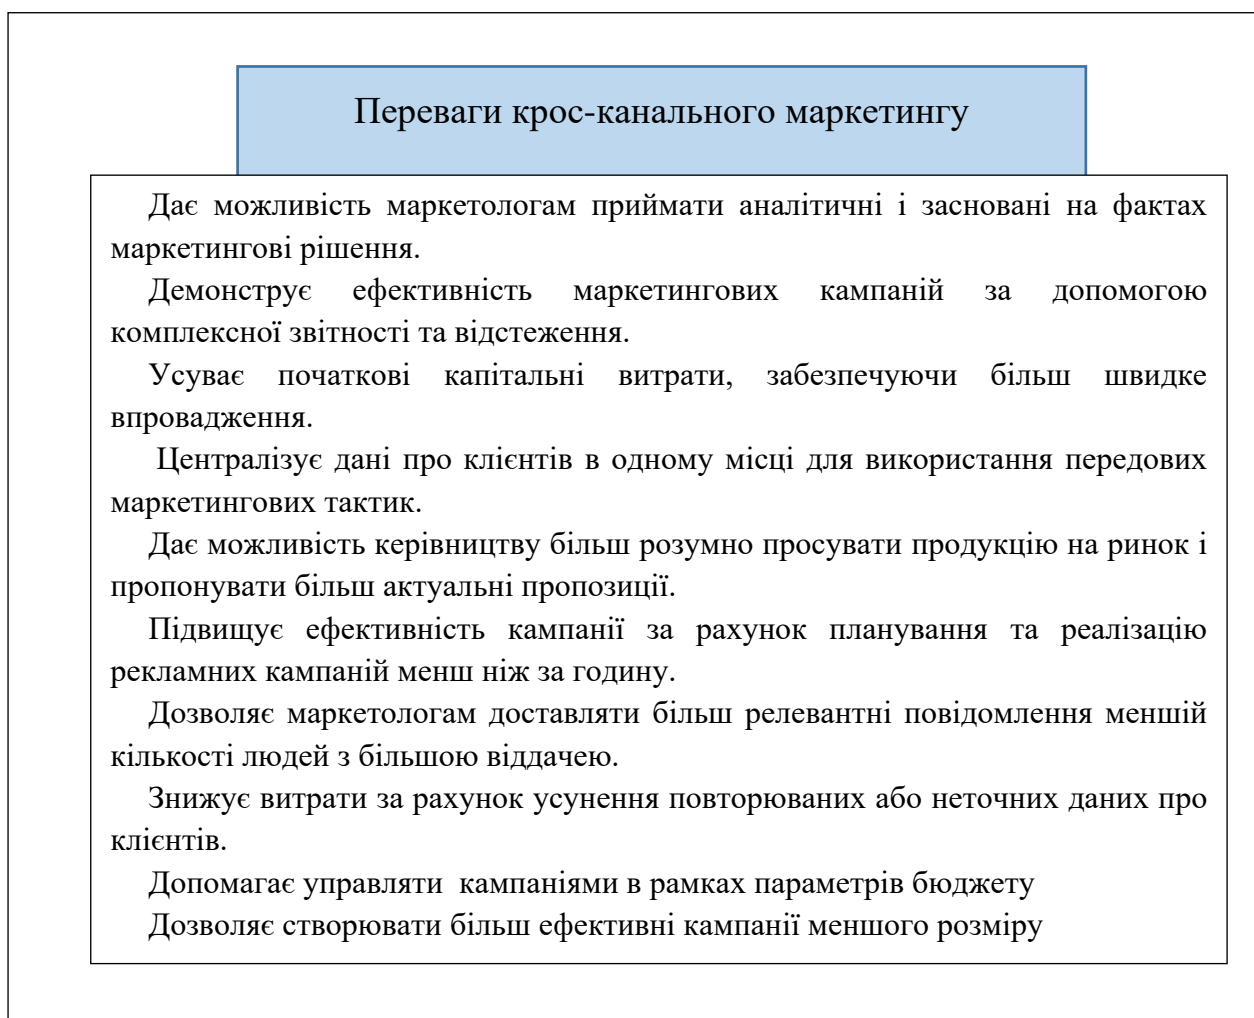 Переваги крос-канального маркетингу
Дає можливість маркетологам приймати аналітичні і засновані на фактах
маркетингові рішення.
Демонструє ефективність маркетингових кампаній за допомогою
комплексної звітності та відстеження.
Усуває початкові капітальні витрати, забезпечуючи більш швидке
впровадження.
Централізує дані про клієнтів в одному місці для використання передових
маркетингових тактик.
Дає можливість керівництву більш розумно просувати продукцію на ринок і
пропонувати більш актуальні пропозиції.
Підвищує ефективність кампанії за рахунок планування та реалізацію
рекламних кампаній менш ніж за годину.
Дозволяє маркетологам доставляти більш релевантні повідомлення меншій
кількості людей з більшою віддачею.
Знижує витрати за рахунок усунення повторюваних або неточних даних про
клієнтів.
Допомагає управляти  кампаніями в рамках параметрів бюджету
Дозволяє створювати більш ефективні кампанії меншого розміру